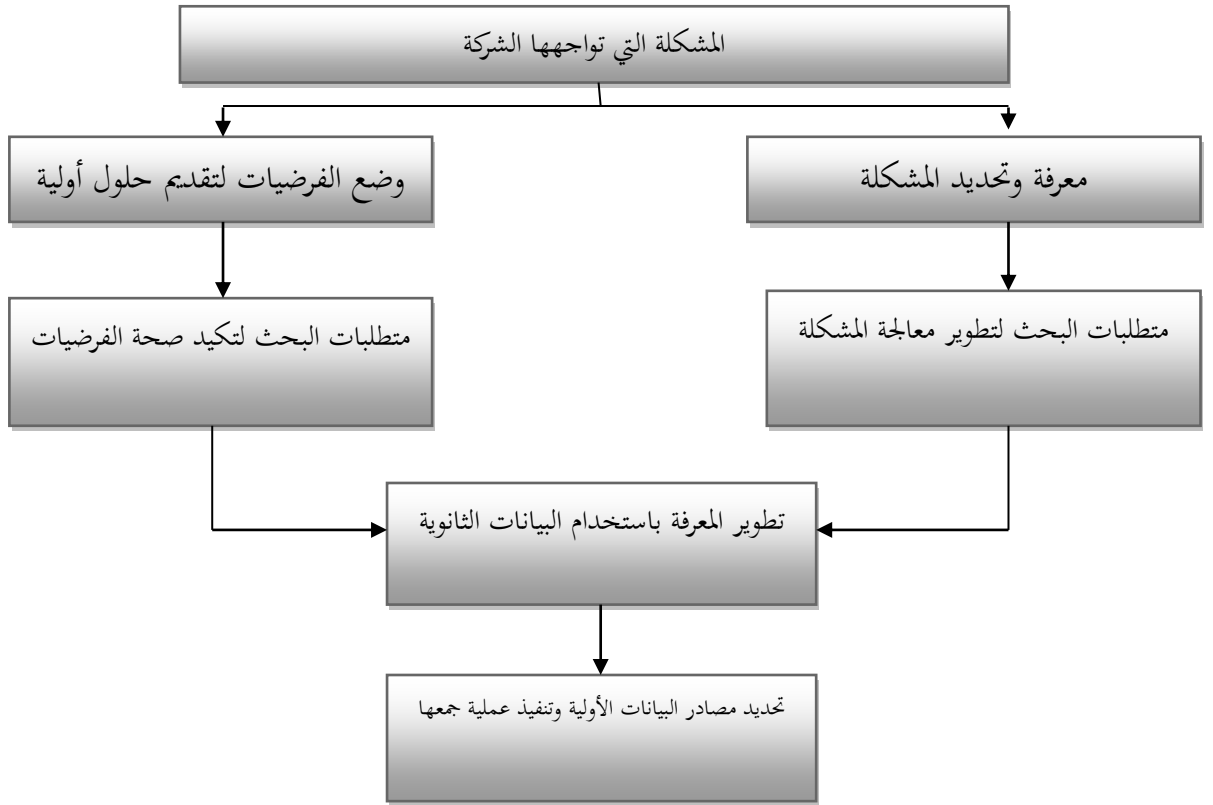 المشكلة التي تواجهها الشركة
معرفة وتحديد المشكلة
وضع الفرضيات لتقديم حلول أولية
متطلبات البحث لتطوير معالجة المشكلة
متطلبات البحث لتكيد صحة الفرضيات
تطوير المعرفة باستخدام البيانات الثانوية
تحديد مصادر البيانات الأولية وتنفيذ عملية جمعها